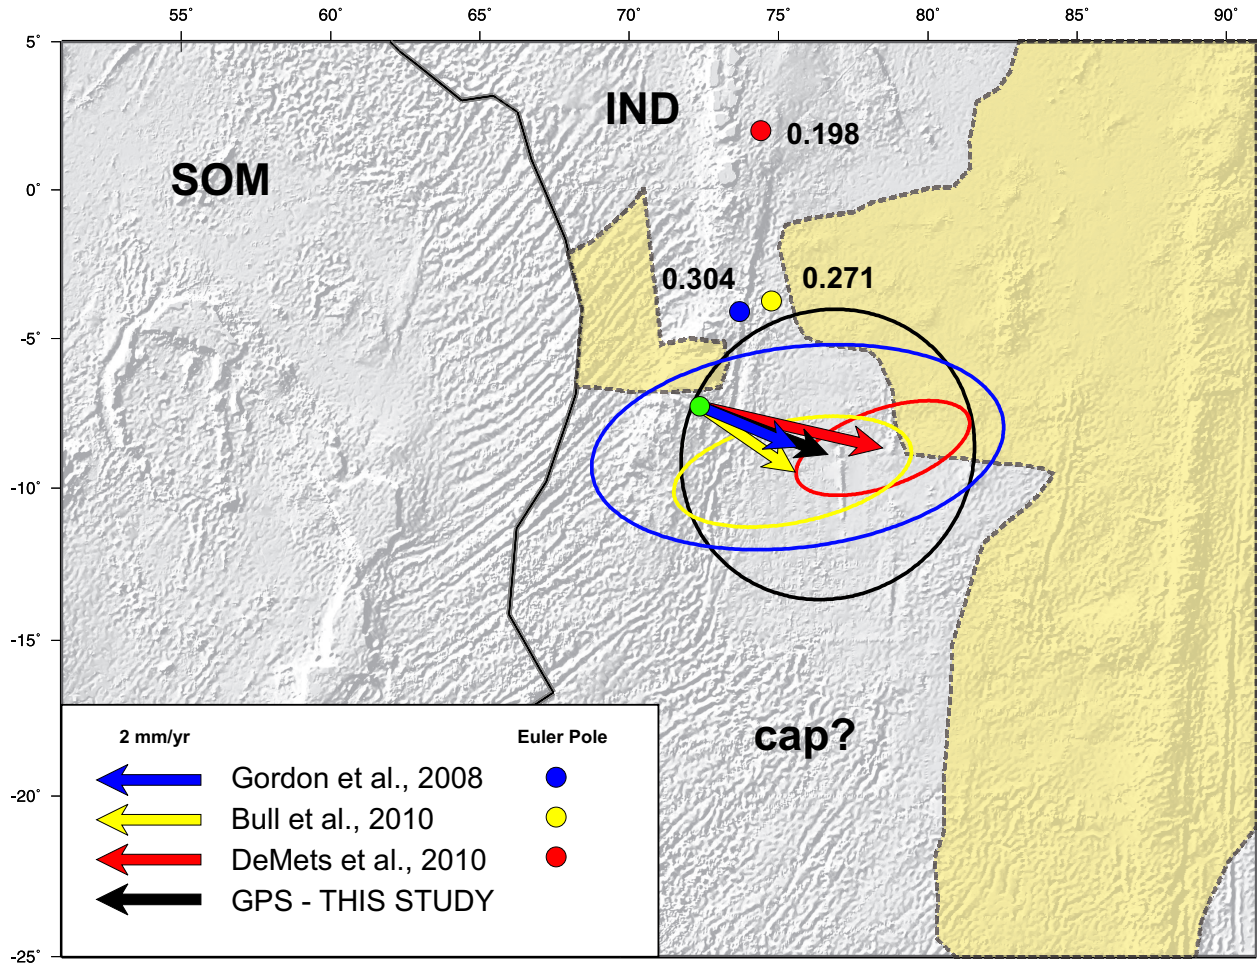 55° 60° 65° 70° 75° 80° 85° 90°
5°
IND
0.198
SOM
0°
0.304 0.271
-5°
-10°
-15°
cap?
2 mm/yr Euler Pole
Gordon et al., 2008
-20°
Bull et al., 2010
DeMets et al., 2010
GPS - THIS STUDY
-25°